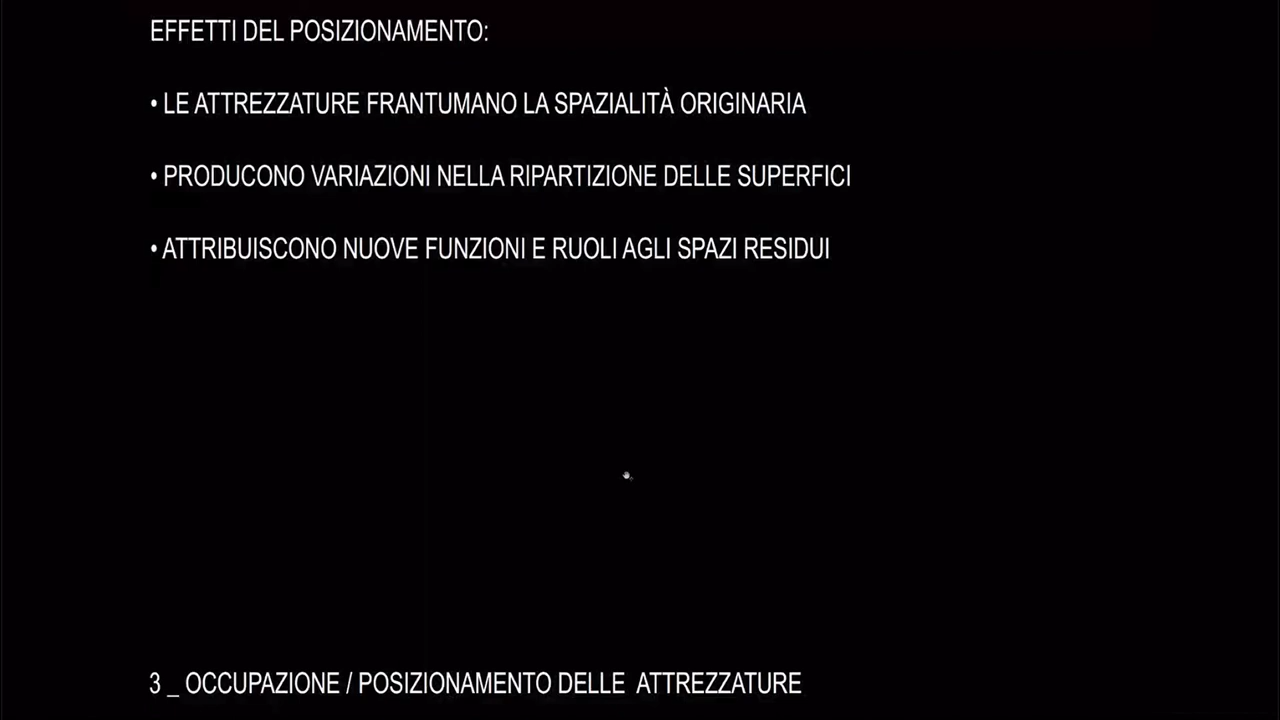 EFFETTI DEL POSIZIONAMENTO:
• LE ATTREZZATURE FRANTUMANO LA SPAZIALITÀ ORIGINARIA
• PRODUCONO VARIAZIONI NELLA RIPARTIZIONE DELLE SUPERFICI
• ATTRIBUISCONO NUOVE FUNZIONI E RUOLI AGLI SPAZI RESIDUI
3 _ OCCUPAZIONE / POSIZIONAMENTO DELLE ATTREZZATURE